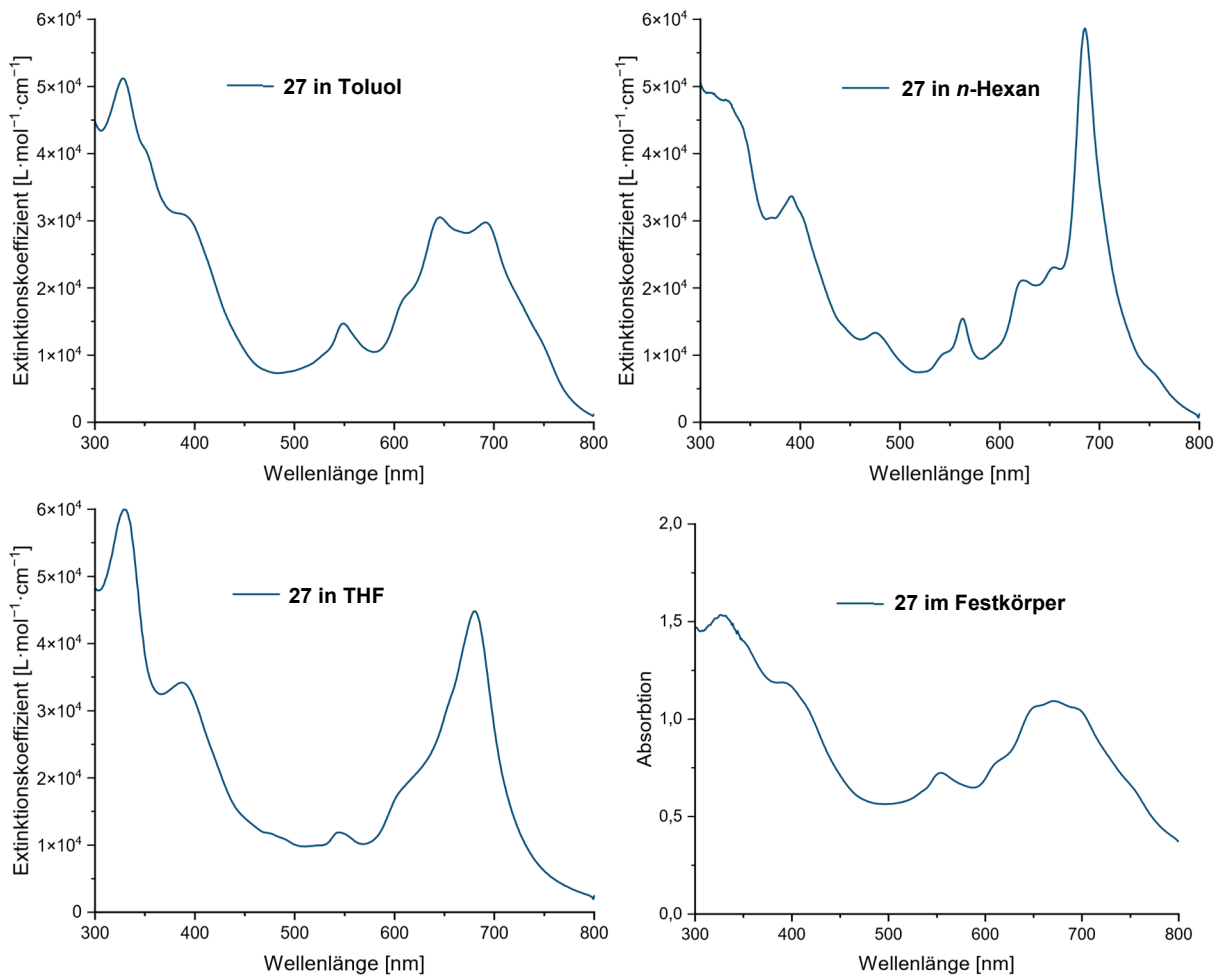 6×10⁴
5×10⁴
4×10⁴
3×10⁴
2×10⁴
1×10⁴
0
Extinktionskoeffizient [L·mol⁻¹·cm⁻¹]
27 in Toluol
300 400 500 600 700 800
Wellenlänge [nm]
6×10⁴
5×10⁴
4×10⁴
3×10⁴
2×10⁴
1×10⁴
0
Extinktionskoeffizient [L·mol⁻¹·cm⁻¹]
27 in n-Hexan
300 400 500 600 700 800
Wellenlänge [nm]
6×10⁴
5×10⁴
4×10⁴
3×10⁴
2×10⁴
1×10⁴
0
Extinktionskoeffizient [L·mol⁻¹·cm⁻¹]
27 in THF
300 400 500 600 700 800
Wellenlänge [nm]
2,0
1,5
1,0
0,5
0,0
Absorbtion
27 im Festkörper
300 400 500 600 700 800
Wellenlänge [nm]